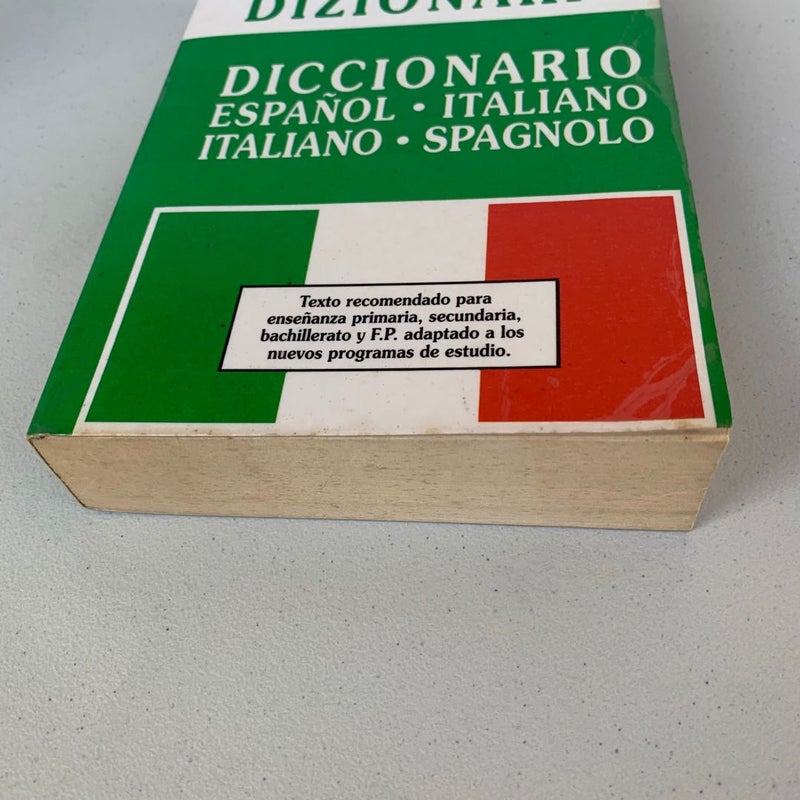 DICCIONARIO
ESPAÑOL • ITALIANO
ITALIANO • SPAGNOLO
Texto recomendado para
enseñanza primaria, secundaria,
bachillerato y F.P. adaptado a los
nuevos programas de estudio.